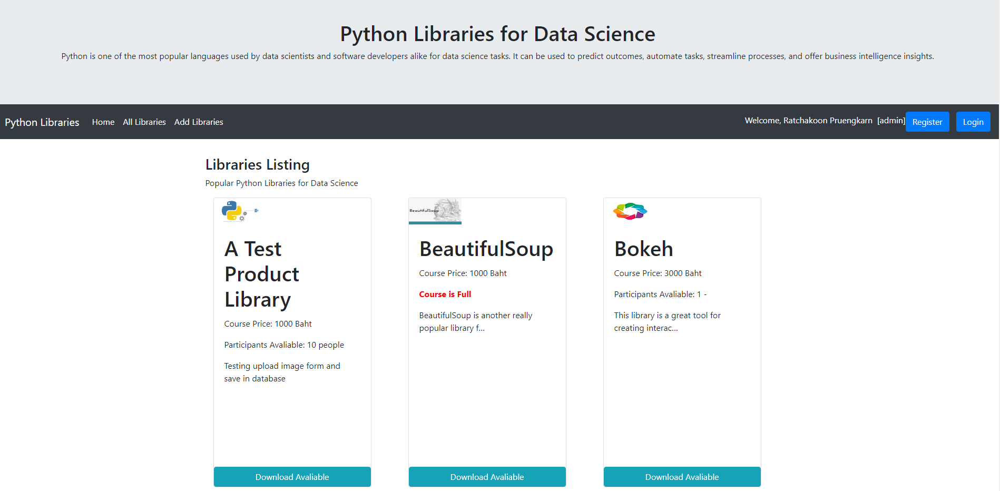 Python Libraries for Data Science
Python is one of the most popular languages used by data scientists and software developers alike for data science tasks. It can be used to predict outcomes, automate tasks, streamline processes, and offer business intelligence insights.
Python Libraries Home All Libraries Add Libraries Welcome, Ratchakoon Pruengkarn [admin] Register Login
Libraries Listing
Popular Python Libraries for Data Science
A Test
Product
Library
Course Price: 1000 Baht
Participants Avaliable: 10 people
Testing upload image form and
save in database
Download Avaliable
BeautifulSoup
BeautifulSoup
Course Price: 1000 Baht
Course is Full
BeautifulSoup is another really
popular library f...
Download Avaliable
Bokeh
Course Price: 3000 Baht
Participants Avaliable: 1 -
This library is a great tool for
creating interac...
Download Avaliable